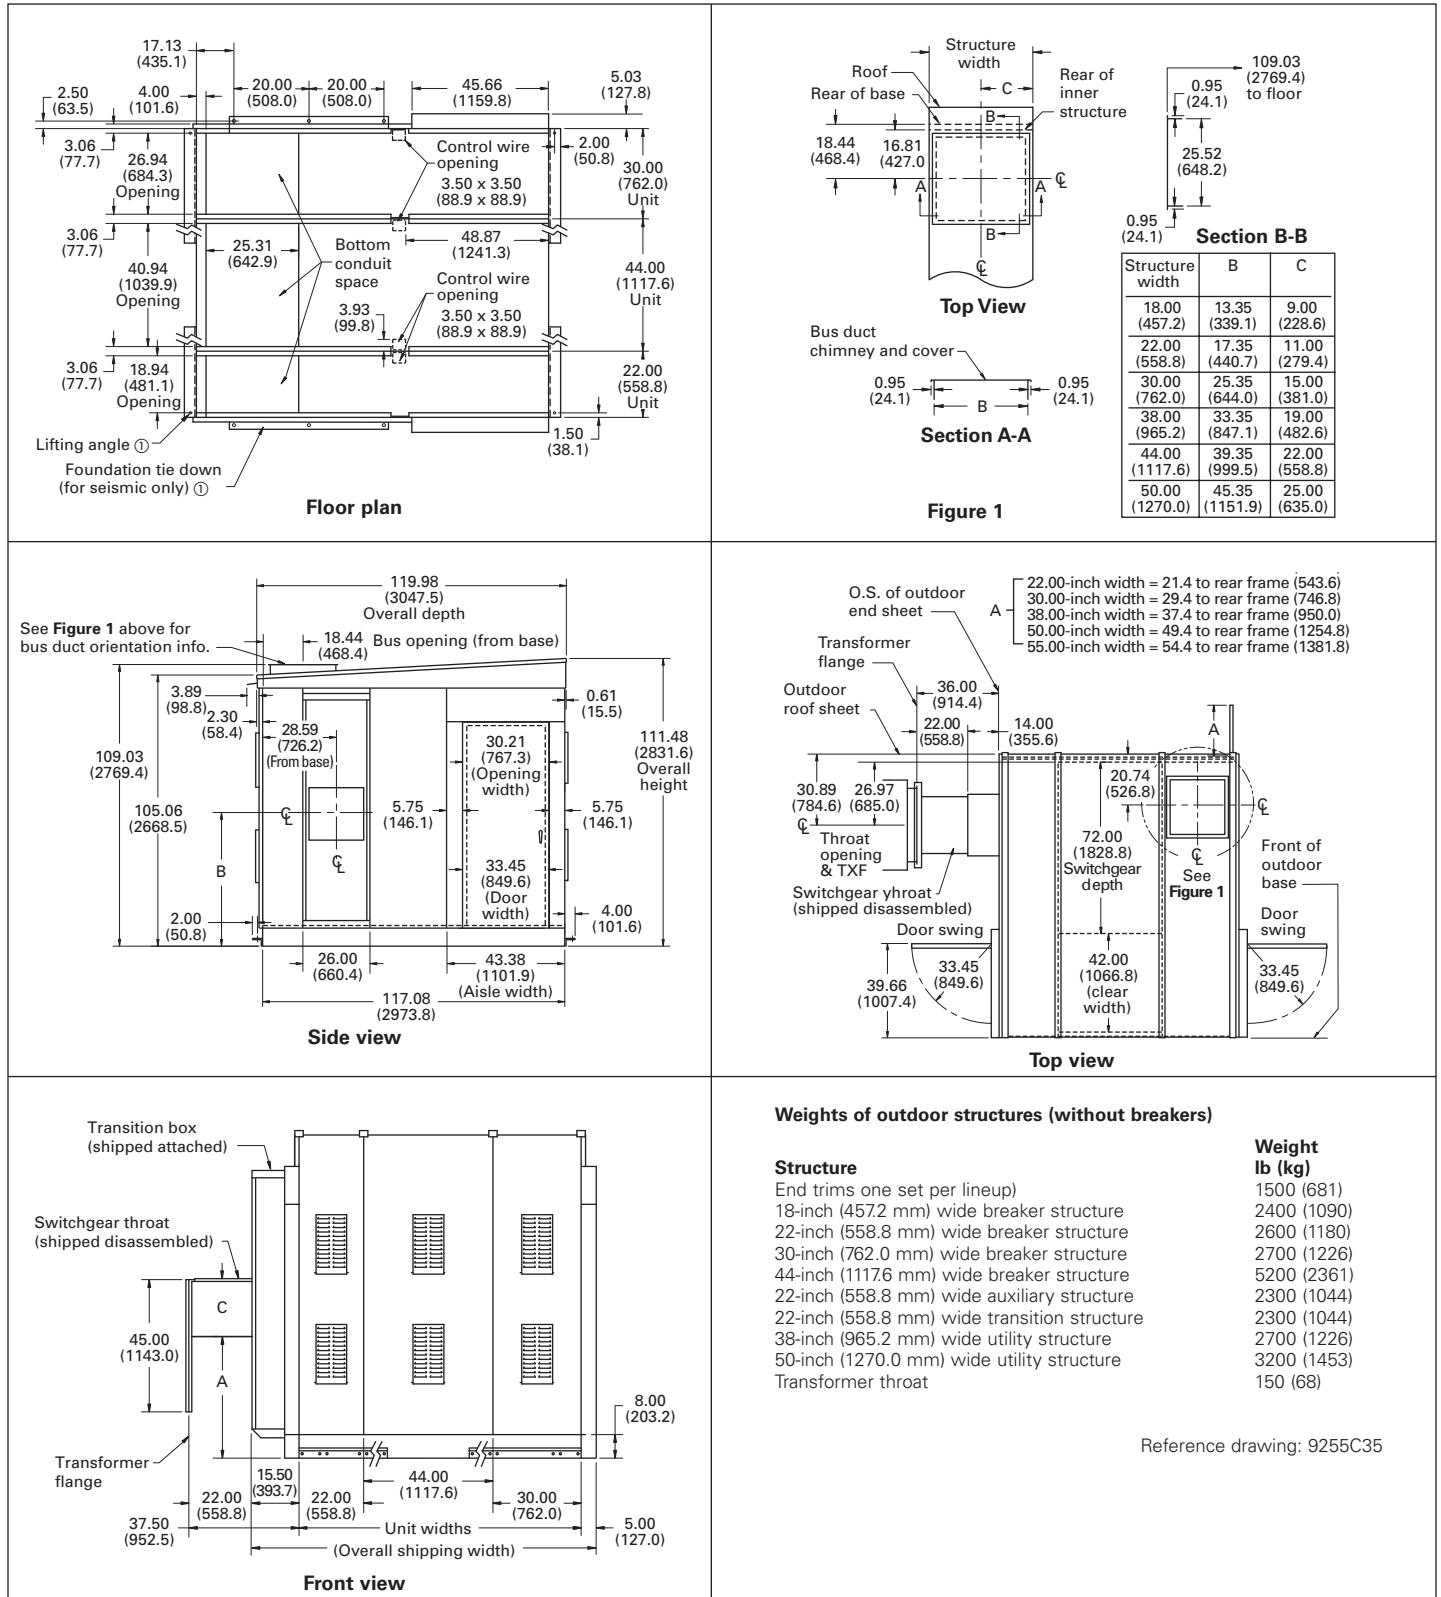 17.13
(435.1)
2.50
(63.5)
4.00
(101.6)
20.00
(508.0)
20.00
(508.0)
45.66
(1159.8)
5.03
(127.8)
3.06
(77.7)
26.94
(684.3)
Opening
Control wire
opening
3.50 x 3.50
(88.9 x 88.9)
2.00
(50.8)
30.00
(762.0)
Unit
3.06
(77.7)
25.31
(642.9)
Bottom
conduit
space
48.87
(1241.3)
40.94
(1039.9)
Opening
Control wire
opening
3.50 x 3.50
(88.9 x 88.9)
3.93
(99.8)
44.00
(1117.6)
Unit
3.06
(77.7)
18.94
(481.1)
Opening
22.00
(558.8)
Unit
1.50
(38.1)
Lifting angle ①
Foundation tie down
(for seismic only) ①
Floor plan
Structure
width
Roof
Rear of base
C
Rear of
inner
structure
B
18.44
(468.4)
16.81
(427.0
A
A
℄
B
℄
Top View
109.03
(2769.4)
to floor
0.95
(24.1)
25.52
(648.2)
0.95
(24.1)
Section B-B
Bus duct
chimney and cover
0.95
(24.1)
0.95
(24.1)
B
Section A-A
Figure 1
Structure width B C
18.00 (457.2) 13.35 (339.1) 9.00 (228.6)
22.00 (558.8) 17.35 (440.7) 11.00 (279.4)
30.00 (762.0) 25.35 (644.0) 15.00 (381.0)
38.00 (965.2) 33.35 (847.1) 19.00 (482.6)
44.00 (1117.6) 39.35 (999.5) 22.00 (558.8)
50.00 (1270.0) 45.35 (1151.9) 25.00 (635.0)
119.98
(3047.5)
Overall depth
See Figure 1 above for
bus duct orientation info.
18.44
(468.4)
Bus opening (from base)
3.89
(98.8)
2.30
(58.4)
28.59
(726.2)
(From base)
0.61
(15.5)
109.03
(2769.4)
105.06
(2668.5)
30.21
(767.3)
(Opening
width)
111.48
(2831.6)
Overall
height
℄
℄
5.75
(146.1)
5.75
(146.1)
B
33.45
(849.6)
(Door
width)
2.00
(50.8)
4.00
(101.6)
26.00
(660.4)
43.38
(1101.9)
(Aisle width)
117.08
(2973.8)
Side view
A
22.00-inch width = 21.4 to rear frame (543.6)
30.00-inch width = 29.4 to rear frame (746.8)
38.00-inch width = 37.4 to rear frame (950.0)
50.00-inch width = 49.4 to rear frame (1254.8)
55.00-inch width = 54.4 to rear frame (1381.8)
O.S. of outdoor
end sheet
Transformer
flange
Outdoor
roof sheet
36.00
(914.4)
22.00
(558.8)
14.00
(355.6)
A
30.89
(784.6)
℄
26.97
(685.0)
20.74
(526.8)
℄
Throat
opening
& TXF
72.00
(1828.8)
Switchgear
depth
℄
See
Figure 1
Front of
outdoor
base
Switchgear yhroat
(shipped disassembled)
Door swing
Door
swing
39.66
(1007.4)
33.45
(849.6)
42.00
(1066.8)
(clear
width)
33.45
(849.6)
Top view
Transition box
(shipped attached)
Switchgear throat
(shipped disassembled)
C
45.00
(1143.0)
A
8.00
(203.2)
Transformer
flange
15.50
(393.7)
22.00
(558.8)
22.00
(558.8)
44.00
(1117.6)
30.00
(762.0)
37.50
(952.5)
Unit widths
5.00
(127.0)
(Overall shipping width)
Front view
Weights of outdoor structures (without breakers)
Structure Weight lb (kg)
End trims one set per lineup) 1500 (681)
18-inch (457.2 mm) wide breaker structure 2400 (1090)
22-inch (558.8 mm) wide breaker structure 2600 (1180)
30-inch (762.0 mm) wide breaker structure 2700 (1226)
44-inch (1117.6 mm) wide breaker structure 5200 (2361)
22-inch (558.8 mm) wide auxiliary structure 2300 (1044)
22-inch (558.8 mm) wide transition structure 2300 (1044)
38-inch (965.2 mm) wide utility structure 2700 (1226)
50-inch (1270.0 mm) wide utility structure 3200 (1453)
Transformer throat 150 (68)
Reference drawing: 9255C35